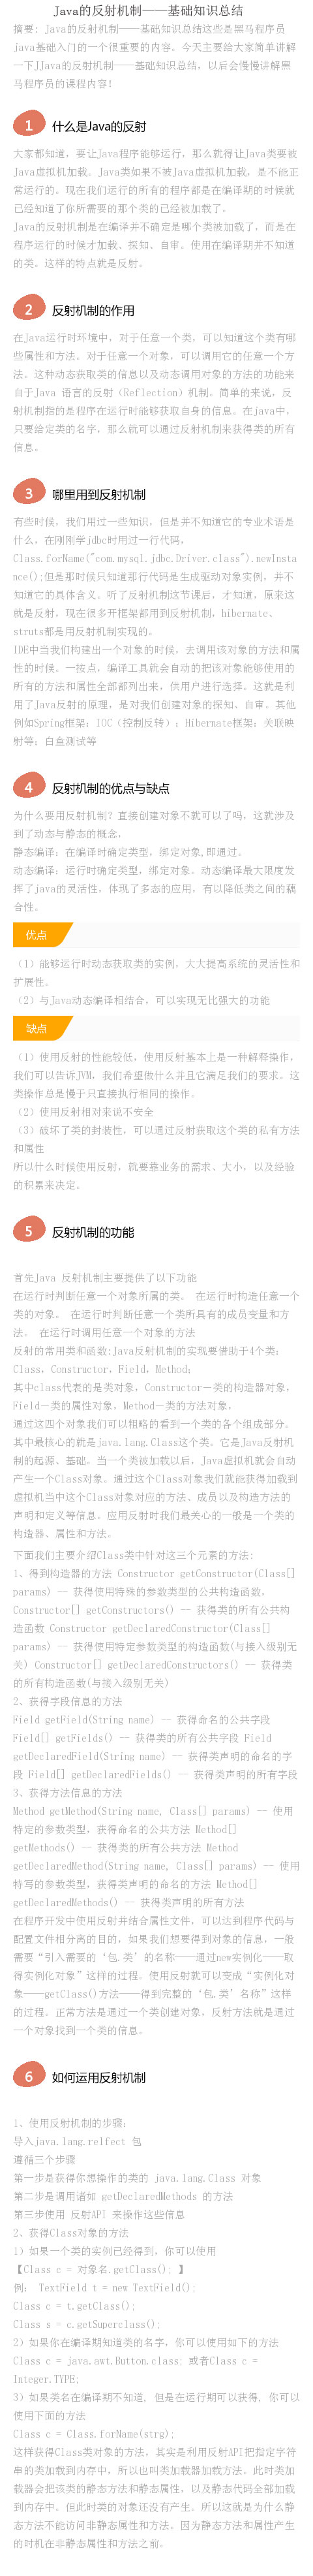 Java的反射机制——基础知识总结
摘要: Java的反射机制——基础知识总结这些是黑马程序员
java基础入门的一个很重要的内容。今天主要给大家简单讲解
一下JJava的反射机制——基础知识总结，以后会慢慢讲解黑
马程序员的课程内容!
1 什么是Java的反射
大家都知道，要让Java程序能够运行，那么就得让Java类要被
Java虚拟机加载。Java类如果不被Java虚拟机加载，是不能正
常运行的。现在我们运行的所有的程序都是在编译期的时候就
已经知道了你所需要的那个类的已经被加载了。
Java的反射机制是在编译并不确定是哪个类被加载了，而是在
程序运行的时候才加载、探知、自审。使用在编译期并不知道
的类。这样的特点就是反射。
2 反射机制的作用
在Java运行时环境中，对于任意一个类，可以知道这个类有哪
些属性和方法。对于任意一个对象，可以调用它的任意一个方
法。这种动态获取类的信息以及动态调用对象的方法的功能来
自于Java 语言的反射（Reflection）机制。简单的来说，反
射机制指的是程序在运行时能够获取自身的信息。在java中，
只要给定类的名字，那么就可以通过反射机制来获得类的所有
信息。
3 哪里用到反射机制
有些时候，我们用过一些知识，但是并不知道它的专业术语是
什么，在刚刚学jdbc时用过一行代码，
Class.forName("com.mysql.jdbc.Driver.class").newInsta
nce();但是那时候只知道那行代码是生成驱动对象实例，并不
知道它的具体含义。听了反射机制这节课后，才知道，原来这
就是反射，现在很多开框架都用到反射机制，hibernate、
struts都是用反射机制实现的。
IDE中当我们构建出一个对象的时候，去调用该对象的方法和属
性的时候。一按点，编译工具就会自动的把该对象能够使用的
所有的方法和属性全部都列出来，供用户进行选择。这就是利
用了Java反射的原理，是对我们创建对象的探知、自审。其他
例如Spring框架：IOC（控制反转）；Hibernate框架：关联映
射等；白盒测试等
4 反射机制的优点与缺点
为什么要用反射机制？直接创建对象不就可以了吗，这就涉及
到了动态与静态的概念，
静态编译：在编译时确定类型，绑定对象,即通过。
动态编译：运行时确定类型，绑定对象。动态编译最大限度发
挥了java的灵活性，体现了多态的应用，有以降低类之间的耦
合性。
优点
（1）能够运行时动态获取类的实例，大大提高系统的灵活性和
扩展性。
（2）与Java动态编译相结合，可以实现无比强大的功能
缺点
（1）使用反射的性能较低，使用反射基本上是一种解释操作，
我们可以告诉JVM，我们希望做什么并且它满足我们的要求。这
类操作总是慢于只直接执行相同的操作。
（2）使用反射相对来说不安全
（3）破坏了类的封装性，可以通过反射获取这个类的私有方法
和属性
所以什么时候使用反射，就要靠业务的需求、大小，以及经验
的积累来决定。
5 反射机制的功能
首先Java 反射机制主要提供了以下功能
在运行时判断任意一个对象所属的类。 在运行时构造任意一个
类的对象。 在运行时判断任意一个类所具有的成员变量和方
法。 在运行时调用任意一个对象的方法
反射的常用类和函数:Java反射机制的实现要借助于4个类：
Class，Constructor，Field，Method;
其中class代表的是类对象，Constructor－类的构造器对象，
Field－类的属性对象，Method－类的方法对象，
通过这四个对象我们可以粗略的看到一个类的各个组成部分。
其中最核心的就是java.lang.Class这个类。它是Java反射机
制的起源、基础。当一个类被加载以后，Java虚拟机就会自动
产生一个Class对象。通过这个Class对象我们就能获得加载到
虚拟机当中这个Class对象对应的方法、成员以及构造方法的
声明和定义等信息。应用反射时我们最关心的一般是一个类的
构造器、属性和方法。
下面我们主要介绍Class类中针对这三个元素的方法:
1、得到构造器的方法 Constructor getConstructor(Class[]
params) -- 获得使用特殊的参数类型的公共构造函数，
Constructor[] getConstructors() -- 获得类的所有公共构
造函数 Constructor getDeclaredConstructor(Class[]
params) -- 获得使用特定参数类型的构造函数(与接入级别无
关) Constructor[] getDeclaredConstructors() -- 获得类
的所有构造函数(与接入级别无关)
2、获得字段信息的方法
Field getField(String name) -- 获得命名的公共字段
Field[] getFields() -- 获得类的所有公共字段 Field
getDeclaredField(String name) -- 获得类声明的命名的字
段 Field[] getDeclaredFields() -- 获得类声明的所有字段
3、获得方法信息的方法
Method getMethod(String name, Class[] params) -- 使用
特定的参数类型，获得命名的公共方法 Method[]
getMethods() -- 获得类的所有公共方法 Method
getDeclaredMethod(String name, Class[] params) -- 使用
特写的参数类型，获得类声明的命名的方法 Method[]
getDeclaredMethods() -- 获得类声明的所有方法
在程序开发中使用反射并结合属性文件，可以达到程序代码与
配置文件相分离的目的，如果我们想要得到对象的信息，一般
需要“引入需要的‘包.类’的名称——通过new实例化——取
得实例化对象”这样的过程。使用反射就可以变成“实例化对
象——getClass()方法——得到完整的‘包.类’名称”这样
的过程。正常方法是通过一个类创建对象，反射方法就是通过
一个对象找到一个类的信息。
6 如何运用反射机制
1、使用反射机制的步骤：
导入java.lang.relfect 包
遵循三个步骤
第一步是获得你想操作的类的 java.lang.Class 对象
第二步是调用诸如 getDeclaredMethods 的方法
第三步使用 反射API 来操作这些信息
2、获得Class对象的方法
1）如果一个类的实例已经得到，你可以使用
【Class c = 对象名.getClass(); 】
例： TextField t = new TextField();
Class c = t.getClass();
Class s = c.getSuperclass();
2）如果你在编译期知道类的名字，你可以使用如下的方法
Class c = java.awt.Button.class; 或者Class c =
Integer.TYPE;
3）如果类名在编译期不知道, 但是在运行期可以获得, 你可以
使用下面的方法
Class c = Class.forName(strg);
这样获得Class类对象的方法，其实是利用反射API把指定字符
串的类加载到内存中，所以也叫类加载器加载方法。此时类加
载器会把该类的静态方法和静态属性，以及静态代码全部加载
到内存中。但此时类的对象还没有产生。所以这就是为什么静
态方法不能访问非静态属性和方法。因为静态方法和属性产生
的时机在非静态属性和方法之前。